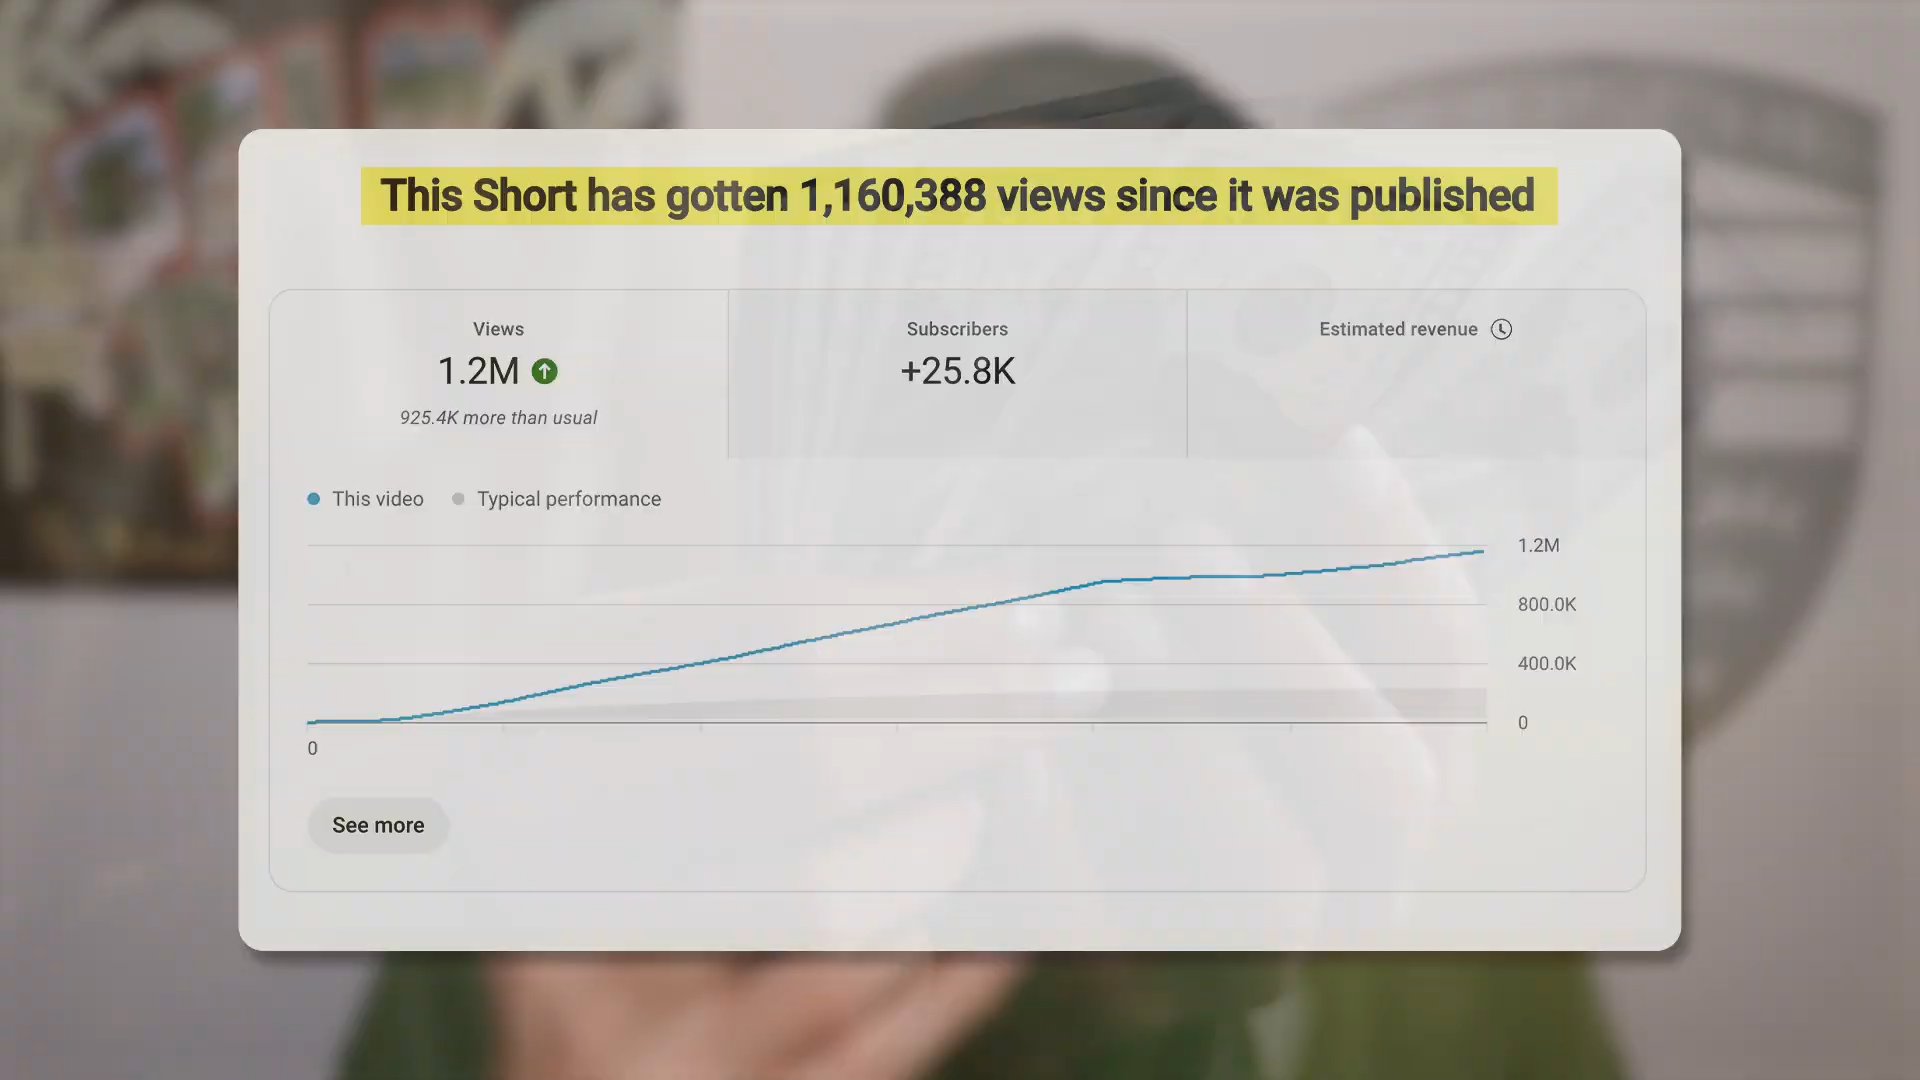 This Short has gotten 1,160,388 views since it was published
Views
1.2M
925.4K more than usual
Subscribers
+25.8K
Estimated revenue
This video
Typical performance
1.2M
800.0K
400.0K
0
0
See more